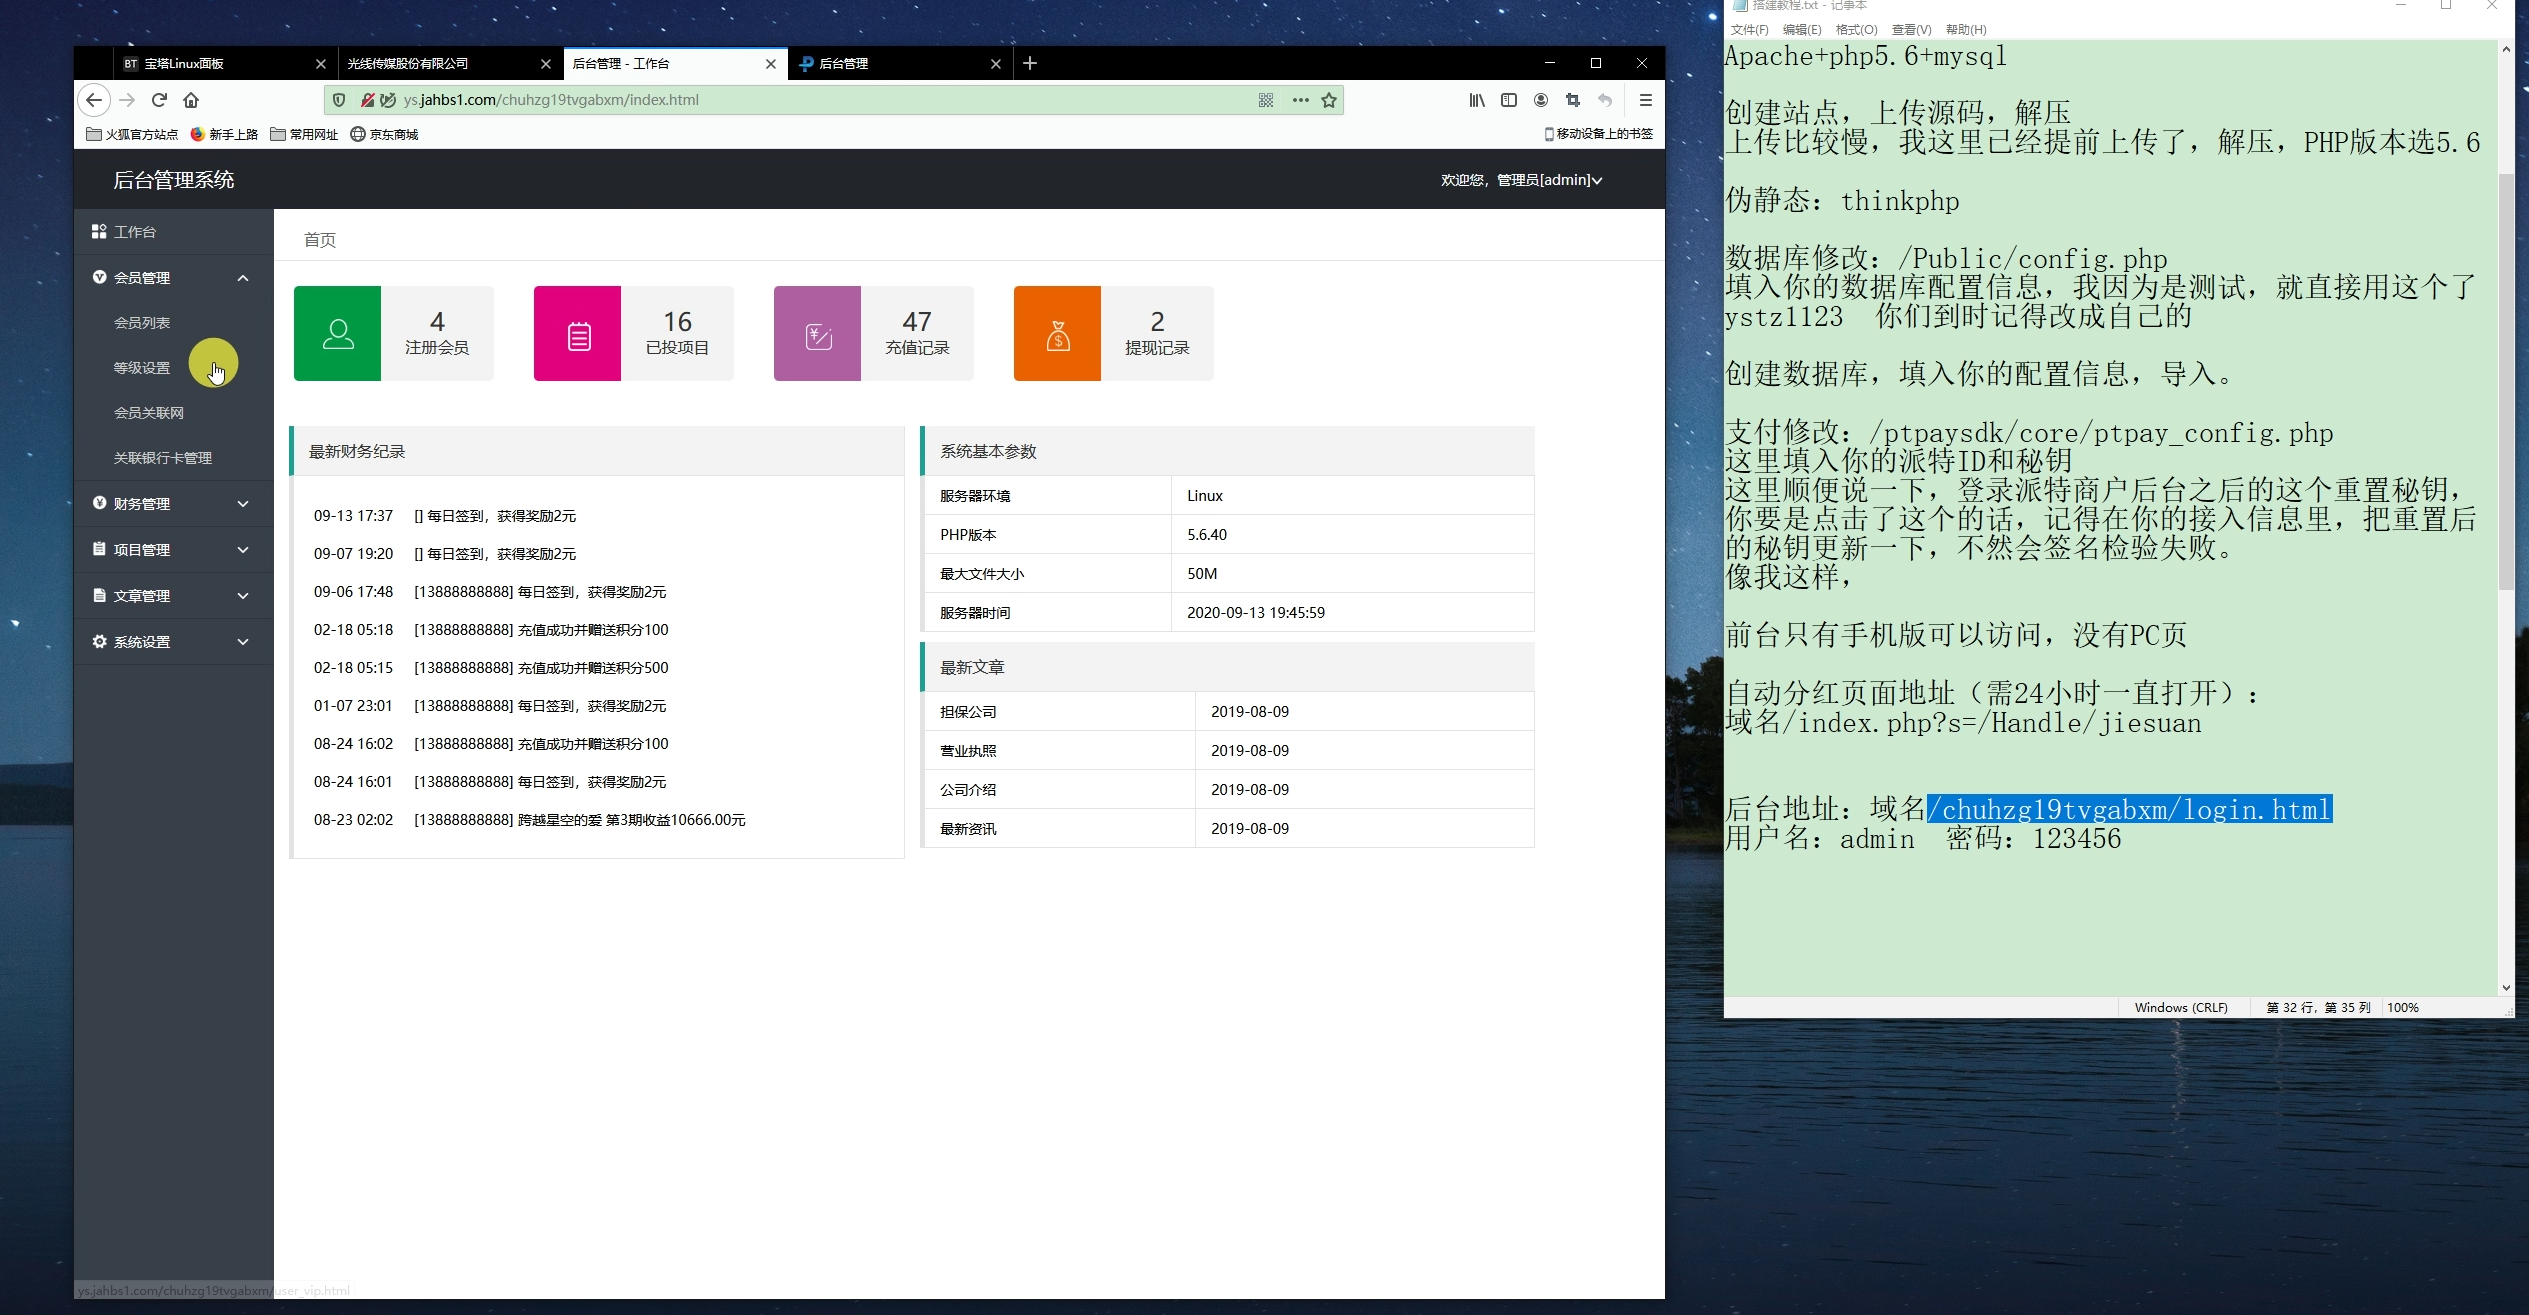 宝塔Linux面板
光线传媒股份有限公司
后台管理 - 工作台
后台管理
ys.jahbs1.com/chuhzg19tvgabxm/index.html
火狐官方站点
新手上路
常用网址
京东商城
移动设备上的书签
后台管理系统
欢迎您，管理员[admin]
工作台
会员管理
会员列表
等级设置
会员关联网
关联银行卡管理
财务管理
项目管理
文章管理
系统设置
首页
4
注册会员
16
已投项目
47
充值记录
2
提现记录
最新财务纪录
09-13 17:37 [] 每日签到，获得奖励2元
09-07 19:20 [] 每日签到，获得奖励2元
09-06 17:48 [13888888888] 每日签到，获得奖励2元
02-18 05:18 [13888888888] 充值成功并赠送积分100
02-18 05:15 [13888888888] 充值成功并赠送积分500
01-07 23:01 [13888888888] 每日签到，获得奖励2元
08-24 16:02 [13888888888] 充值成功并赠送积分100
08-24 16:01 [13888888888] 每日签到，获得奖励2元
08-23 02:02 [13888888888] 跨越星空的爱 第3期收益10666.00元
系统基本参数
服务器环境 Linux
PHP版本 5.6.40
最大文件大小 50M
服务器时间 2020-09-13 19:45:59
最新文章
担保公司 2019-08-09
营业执照 2019-08-09
公司介绍 2019-08-09
最新资讯 2019-08-09
ys.jahbs1.com/chuhzg19tvgabxm/user_vip.html
搭建教程.txt - 记事本
文件(F) 编辑(E) 格式(O) 查看(V) 帮助(H)
Apache+php5.6+mysql
创建站点，上传源码，解压
上传比较慢，我这里已经提前上传了，解压，PHP版本选5.6
伪静态：thinkphp
数据库修改：/Public/config.php
填入你的数据库配置信息，我因为是测试，就直接用这个了
ystz1123 你们到时记得改成自己的
创建数据库，填入你的配置信息，导入。
支付修改：/ptpaysdk/core/ptpay_config.php
这里填入你的派特ID和秘钥
这里顺便说一下，登录派特商户后台之后的这个重置秘钥，
你要是点击了这个的话，记得在你的接入信息里，把重置后
的秘钥更新一下，不然会签名检验失败。
像我这样，
前台只有手机版可以访问，没有PC页
自动分红页面地址（需24小时一直打开）：
域名/index.php?s=/Handle/jiesuan
后台地址：域名/chuhzg19tvgabxm/login.html
用户名：admin 密码：123456
Windows (CRLF)
第 32 行，第 35 列
100%